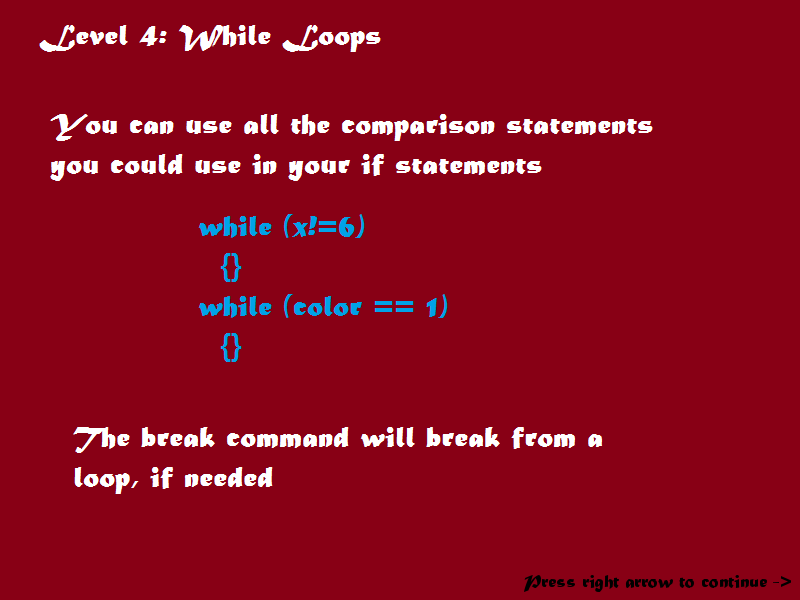 Level 4: While Loops
You can use all the comparison statements
you could use in your if statements
while (x!=6)
{}
while (color == 1)
{}
The break command will break from a
loop, if needed
Press right arrow to continue ->